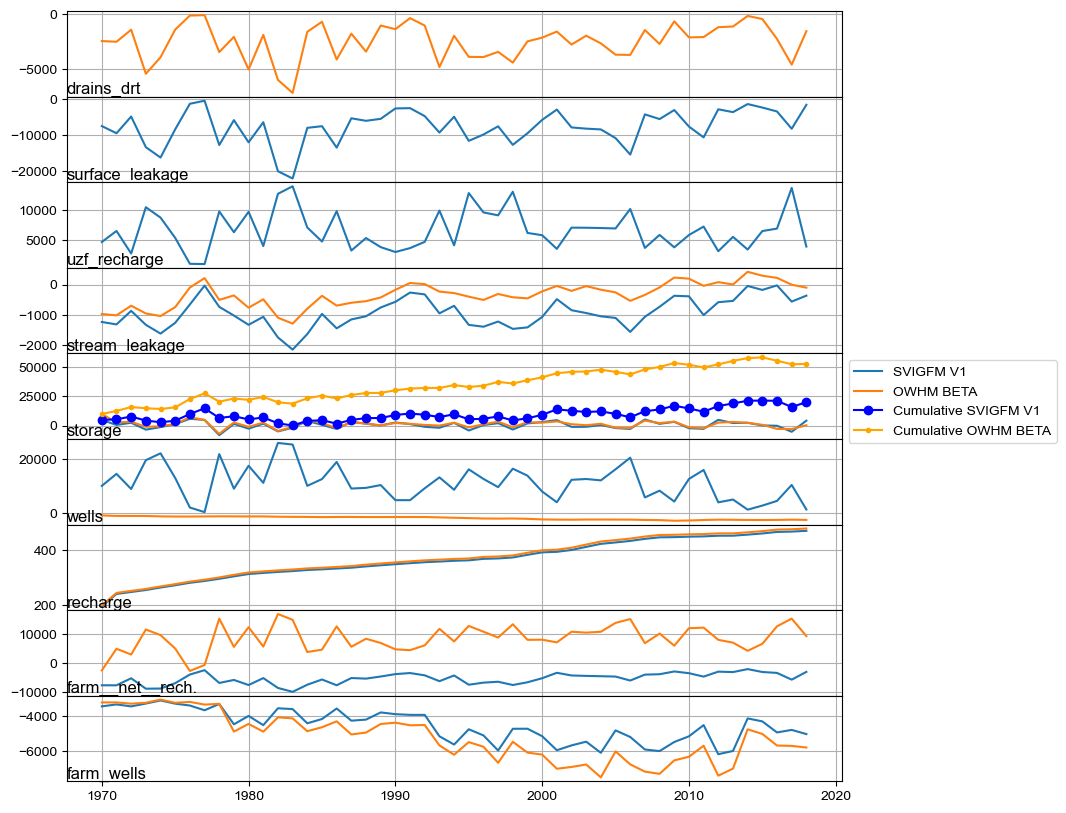 0
−5000
drains_drt
0
−10000
−20000
surface_leakage
10000
5000
uzf_recharge
0
−1000
−2000
stream_leakage
50000
25000
0
storage
SVIGFM V1
OWHM BETA
Cumulative SVIGFM V1
Cumulative OWHM BETA
20000
0
wells
400
200
recharge
10000
0
−10000
farm__net__rech.
−4000
−6000
farm_wells
1970
1980
1990
2000
2010
2020